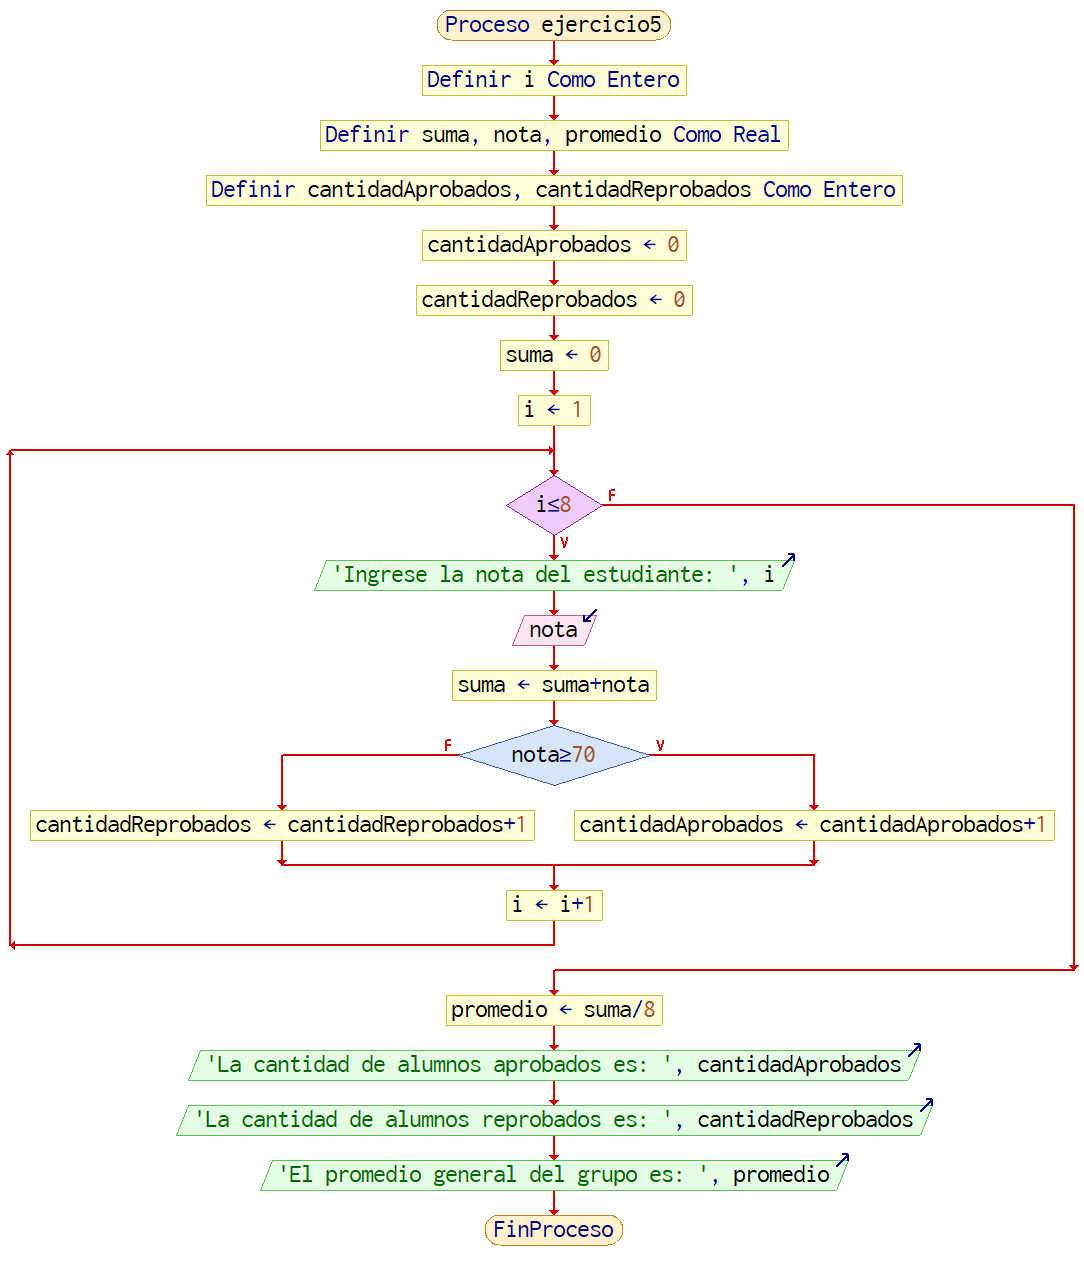 Proceso ejercicio5
Definir i Como Entero
Definir suma, nota, promedio Como Real
Definir cantidadAprobados, cantidadReprobados Como Entero
cantidadAprobados ← 0
cantidadReprobados ← 0
suma ← 0
i ← 1
i≤8
F
V
'Ingrese la nota del estudiante: ', i
nota
suma ← suma+nota
F
nota≥70
V
cantidadReprobados ← cantidadReprobados+1
cantidadAprobados ← cantidadAprobados+1
i ← i+1
promedio ← suma/8
'La cantidad de alumnos aprobados es: ', cantidadAprobados
'La cantidad de alumnos reprobados es: ', cantidadReprobados
'El promedio general del grupo es: ', promedio
FinProceso